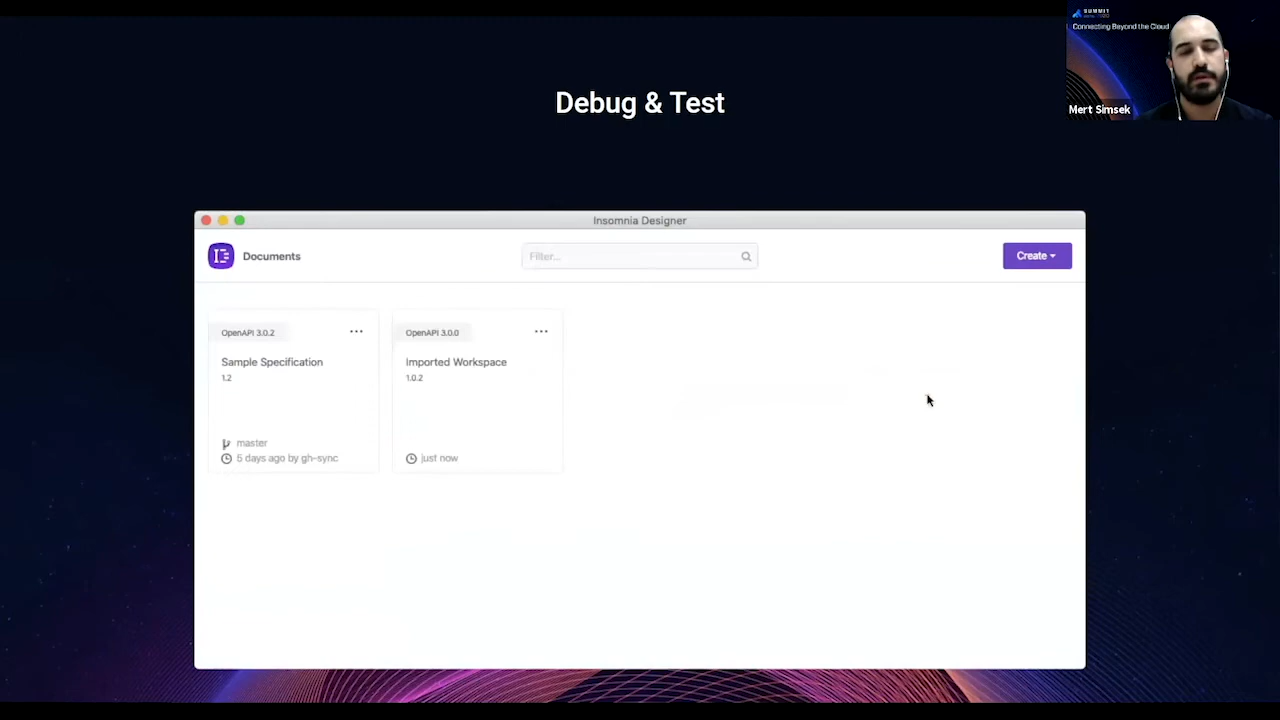 SUMMIT
Connecting Beyond the Cloud
Mert Simsek
Debug & Test
Insomnia Designer
Documents
Filter...
Create
OpenAPI 3.0.2
Sample Specification
1.2
master
5 days ago by gh-sync
OpenAPI 3.0.0
Imported Workspace
1.0.2
just now